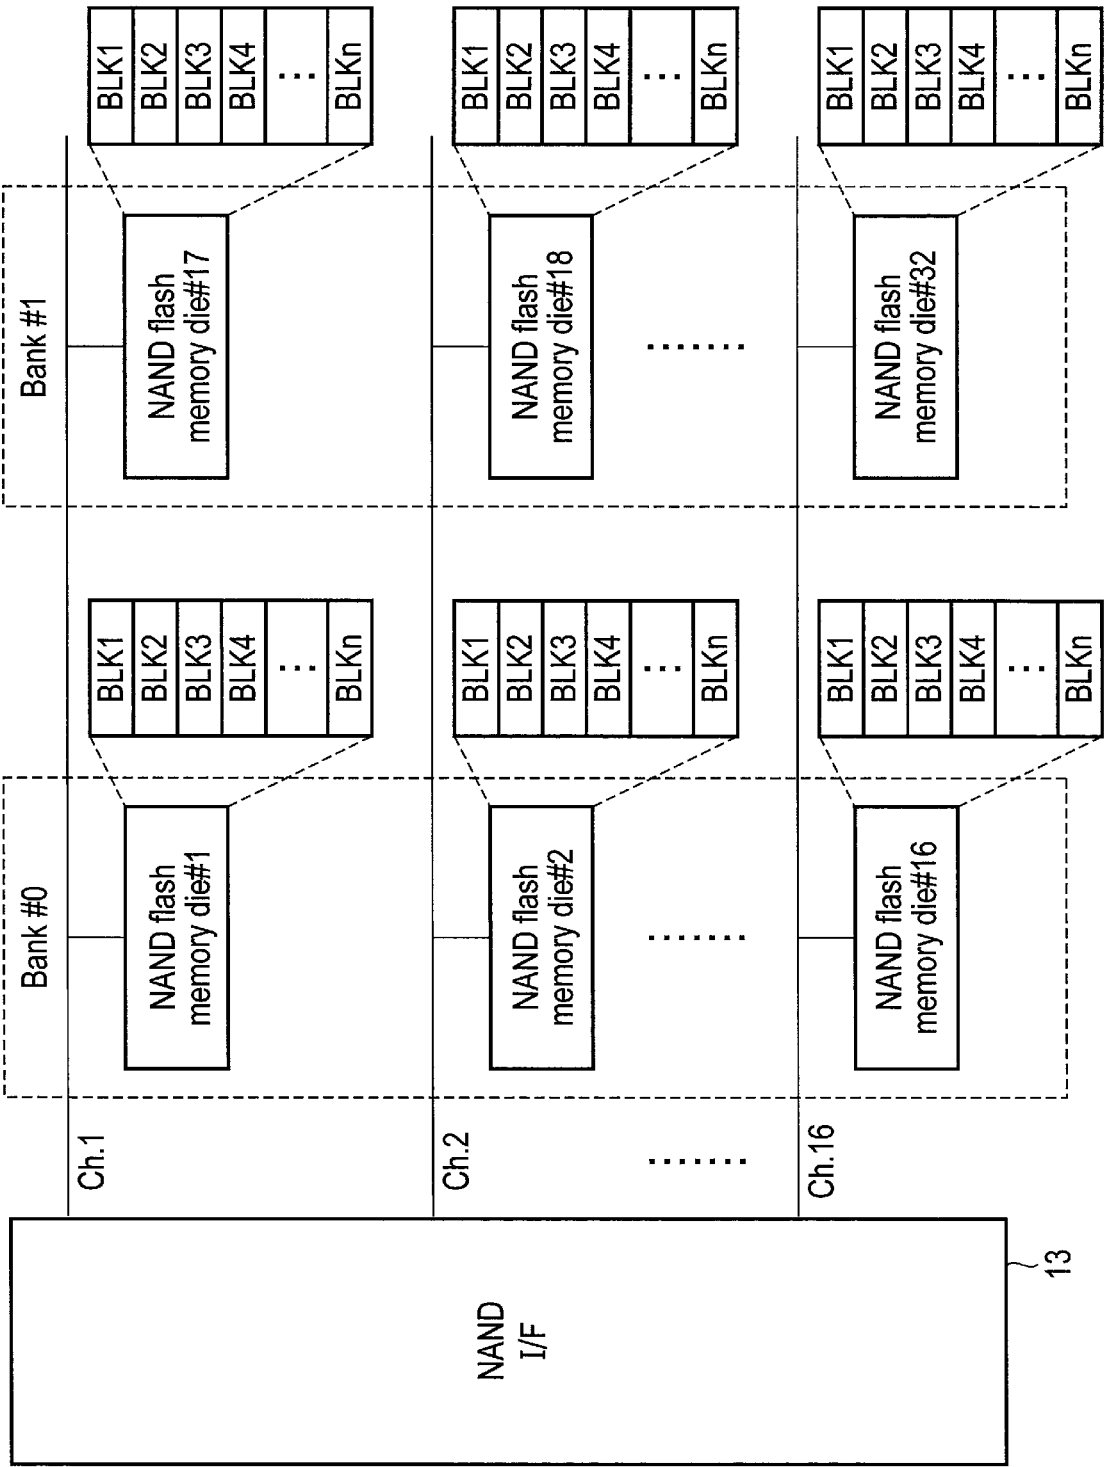 Bank #0
Bank #1
Ch.1
NAND flash
memory die#1
BLK1
BLK2
BLK3
BLK4
...
BLKn
NAND flash
memory die#17
BLK1
BLK2
BLK3
BLK4
...
BLKn
Ch.2
NAND flash
memory die#2
BLK1
BLK2
BLK3
BLK4
...
BLKn
NAND flash
memory die#18
BLK1
BLK2
BLK3
BLK4
...
BLKn
NAND
I/F
.......
.......
.......
Ch.16
NAND flash
memory die#16
BLK1
BLK2
BLK3
BLK4
...
BLKn
NAND flash
memory die#32
BLK1
BLK2
BLK3
BLK4
...
BLKn
13